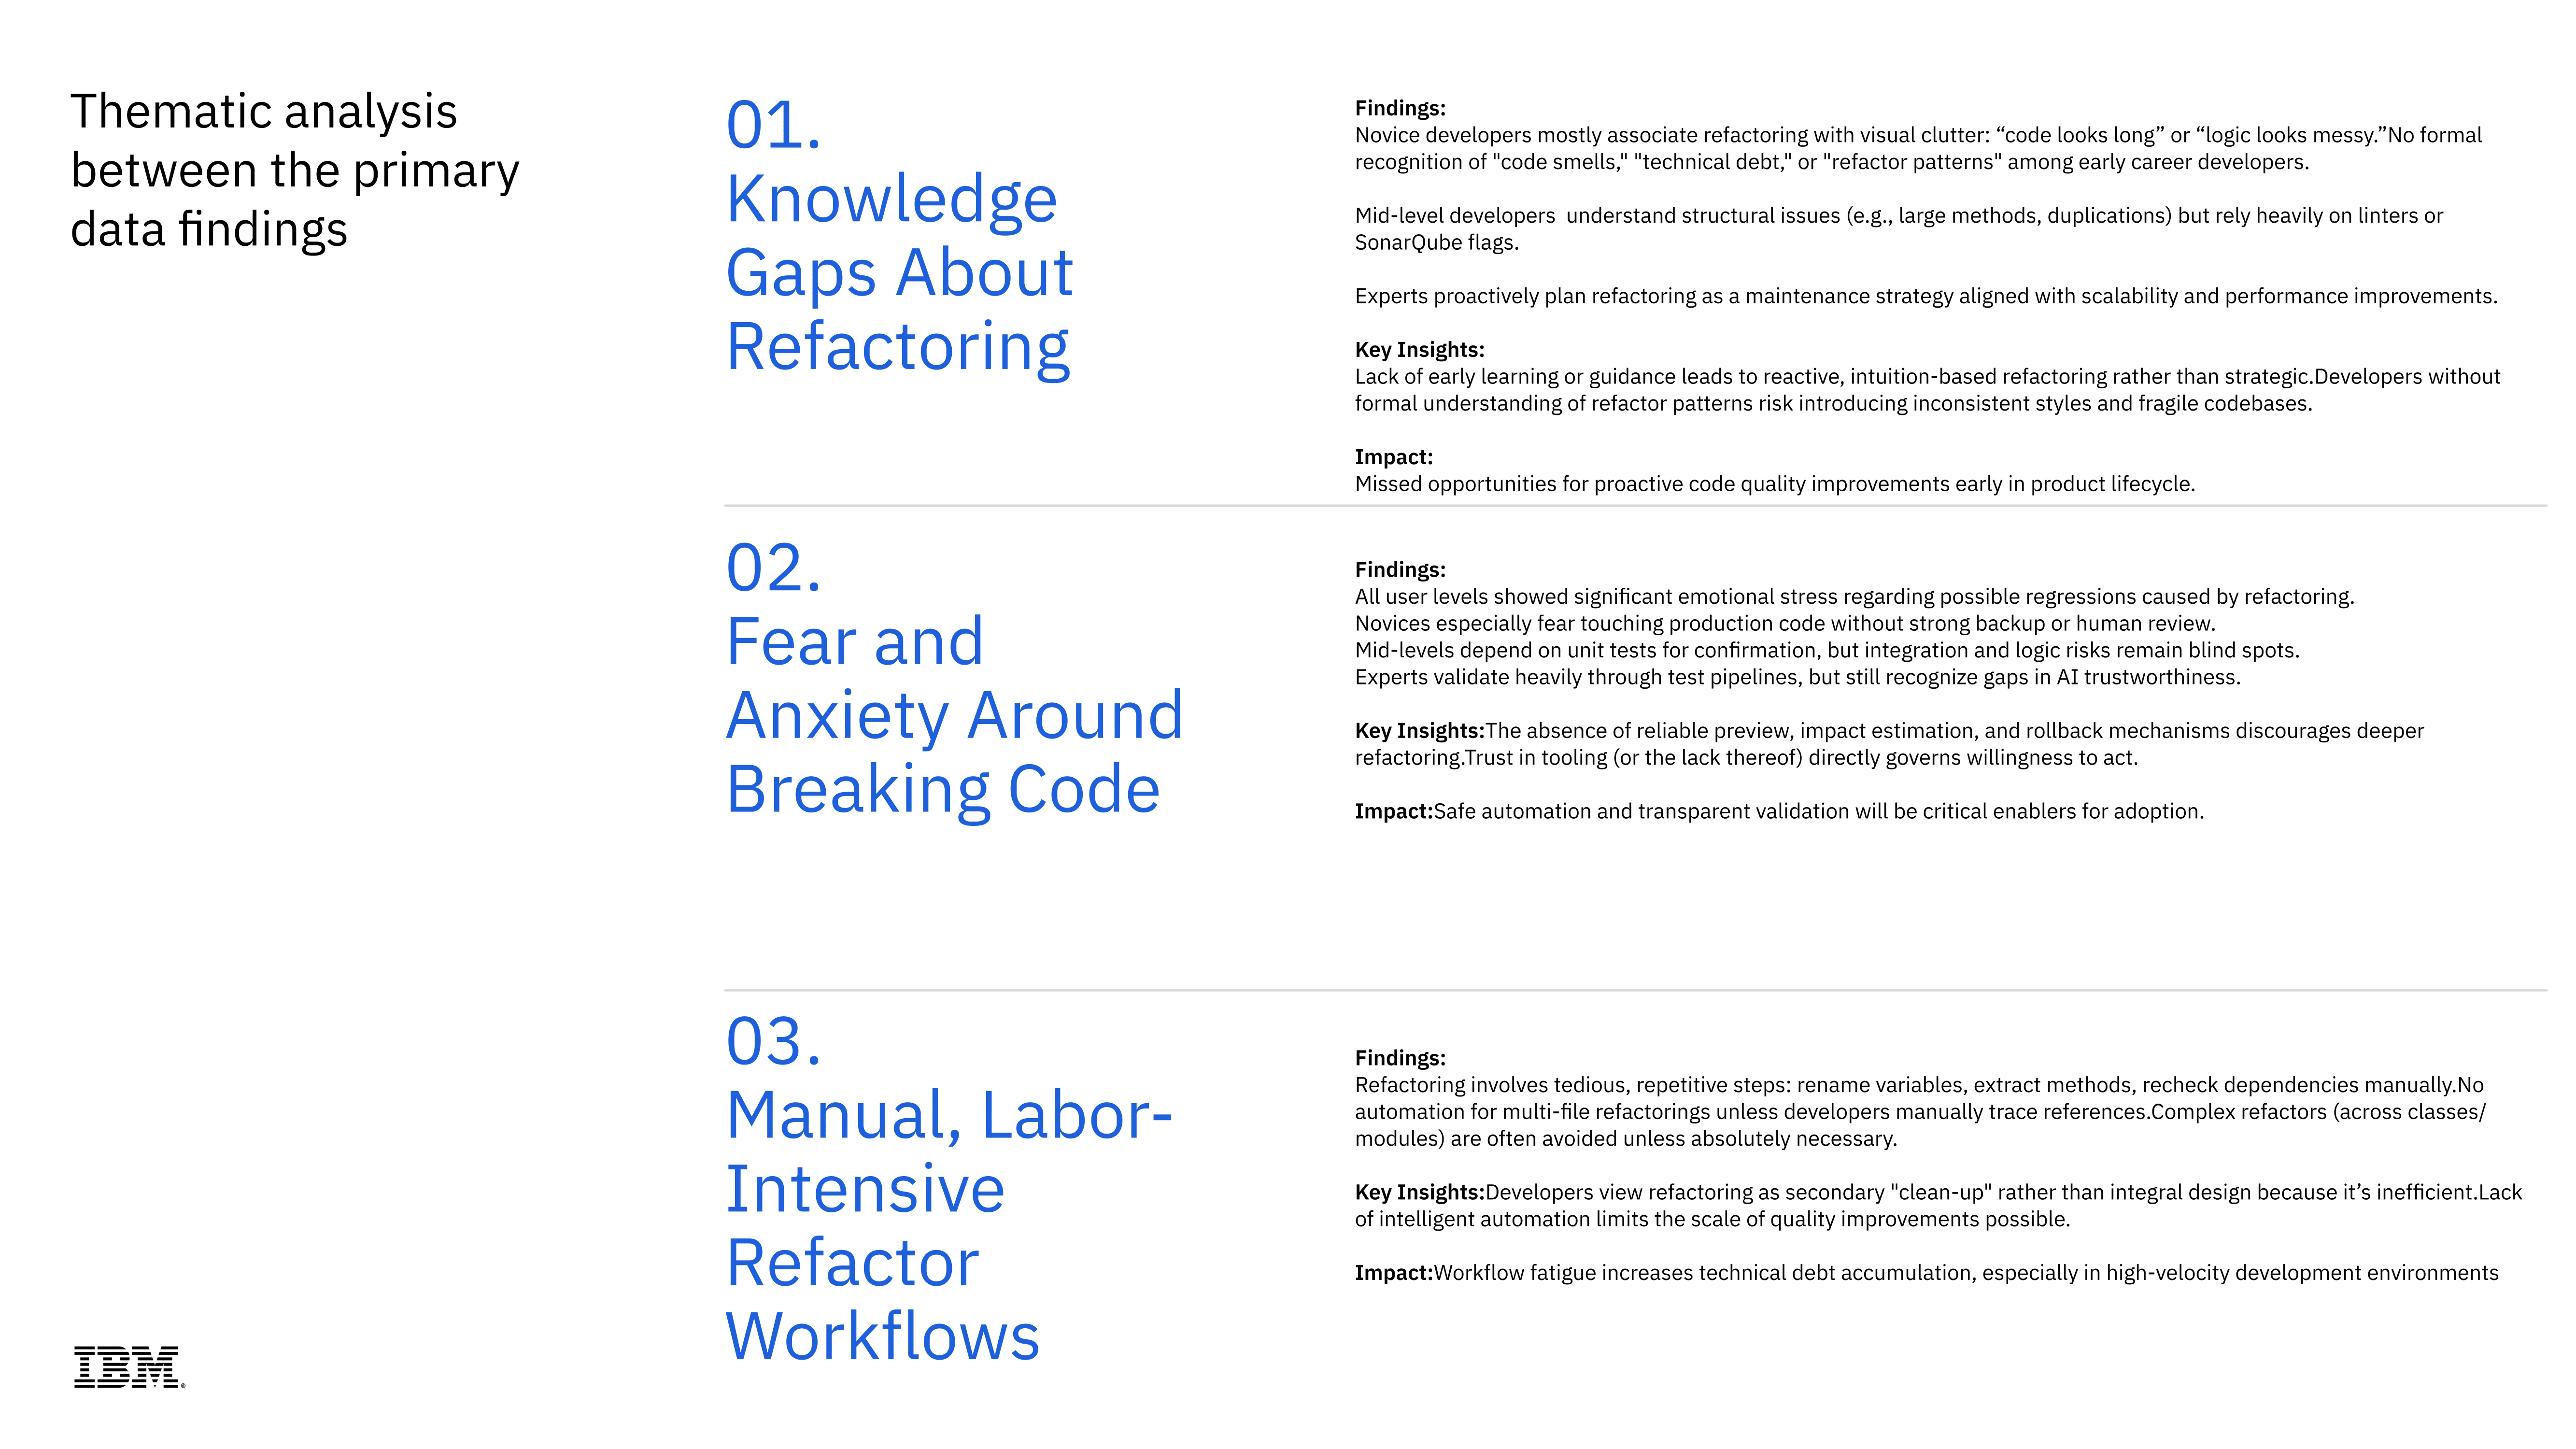 Thematic analysis
between the primary
data findings
01.
Knowledge
Gaps About
Refactoring
Findings:
Novice developers mostly associate refactoring with visual clutter: “code looks long” or “logic looks messy.”No formal
recognition of "code smells," "technical debt," or "refactor patterns" among early career developers.
Mid-level developers  understand structural issues (e.g., large methods, duplications) but rely heavily on linters or
SonarQube flags.
Experts proactively plan refactoring as a maintenance strategy aligned with scalability and performance improvements.
Key Insights:
Lack of early learning or guidance leads to reactive, intuition-based refactoring rather than strategic.Developers without
formal understanding of refactor patterns risk introducing inconsistent styles and fragile codebases.
Impact:
Missed opportunities for proactive code quality improvements early in product lifecycle.
02.
Fear and
Anxiety Around
Breaking Code
Findings:
All user levels showed significant emotional stress regarding possible regressions caused by refactoring.
Novices especially fear touching production code without strong backup or human review.
Mid-levels depend on unit tests for confirmation, but integration and logic risks remain blind spots.
Experts validate heavily through test pipelines, but still recognize gaps in AI trustworthiness.
Key Insights:The absence of reliable preview, impact estimation, and rollback mechanisms discourages deeper
refactoring.Trust in tooling (or the lack thereof) directly governs willingness to act.
Impact:Safe automation and transparent validation will be critical enablers for adoption.
03.
Manual, Labor-
Intensive
Refactor
Workflows
Findings:
Refactoring involves tedious, repetitive steps: rename variables, extract methods, recheck dependencies manually.No
automation for multi-file refactorings unless developers manually trace references.Complex refactors (across classes/
modules) are often avoided unless absolutely necessary.
Key Insights:Developers view refactoring as secondary "clean-up" rather than integral design because it’s inefficient.Lack
of intelligent automation limits the scale of quality improvements possible.
Impact:Workflow fatigue increases technical debt accumulation, especially in high-velocity development environments
IBM®